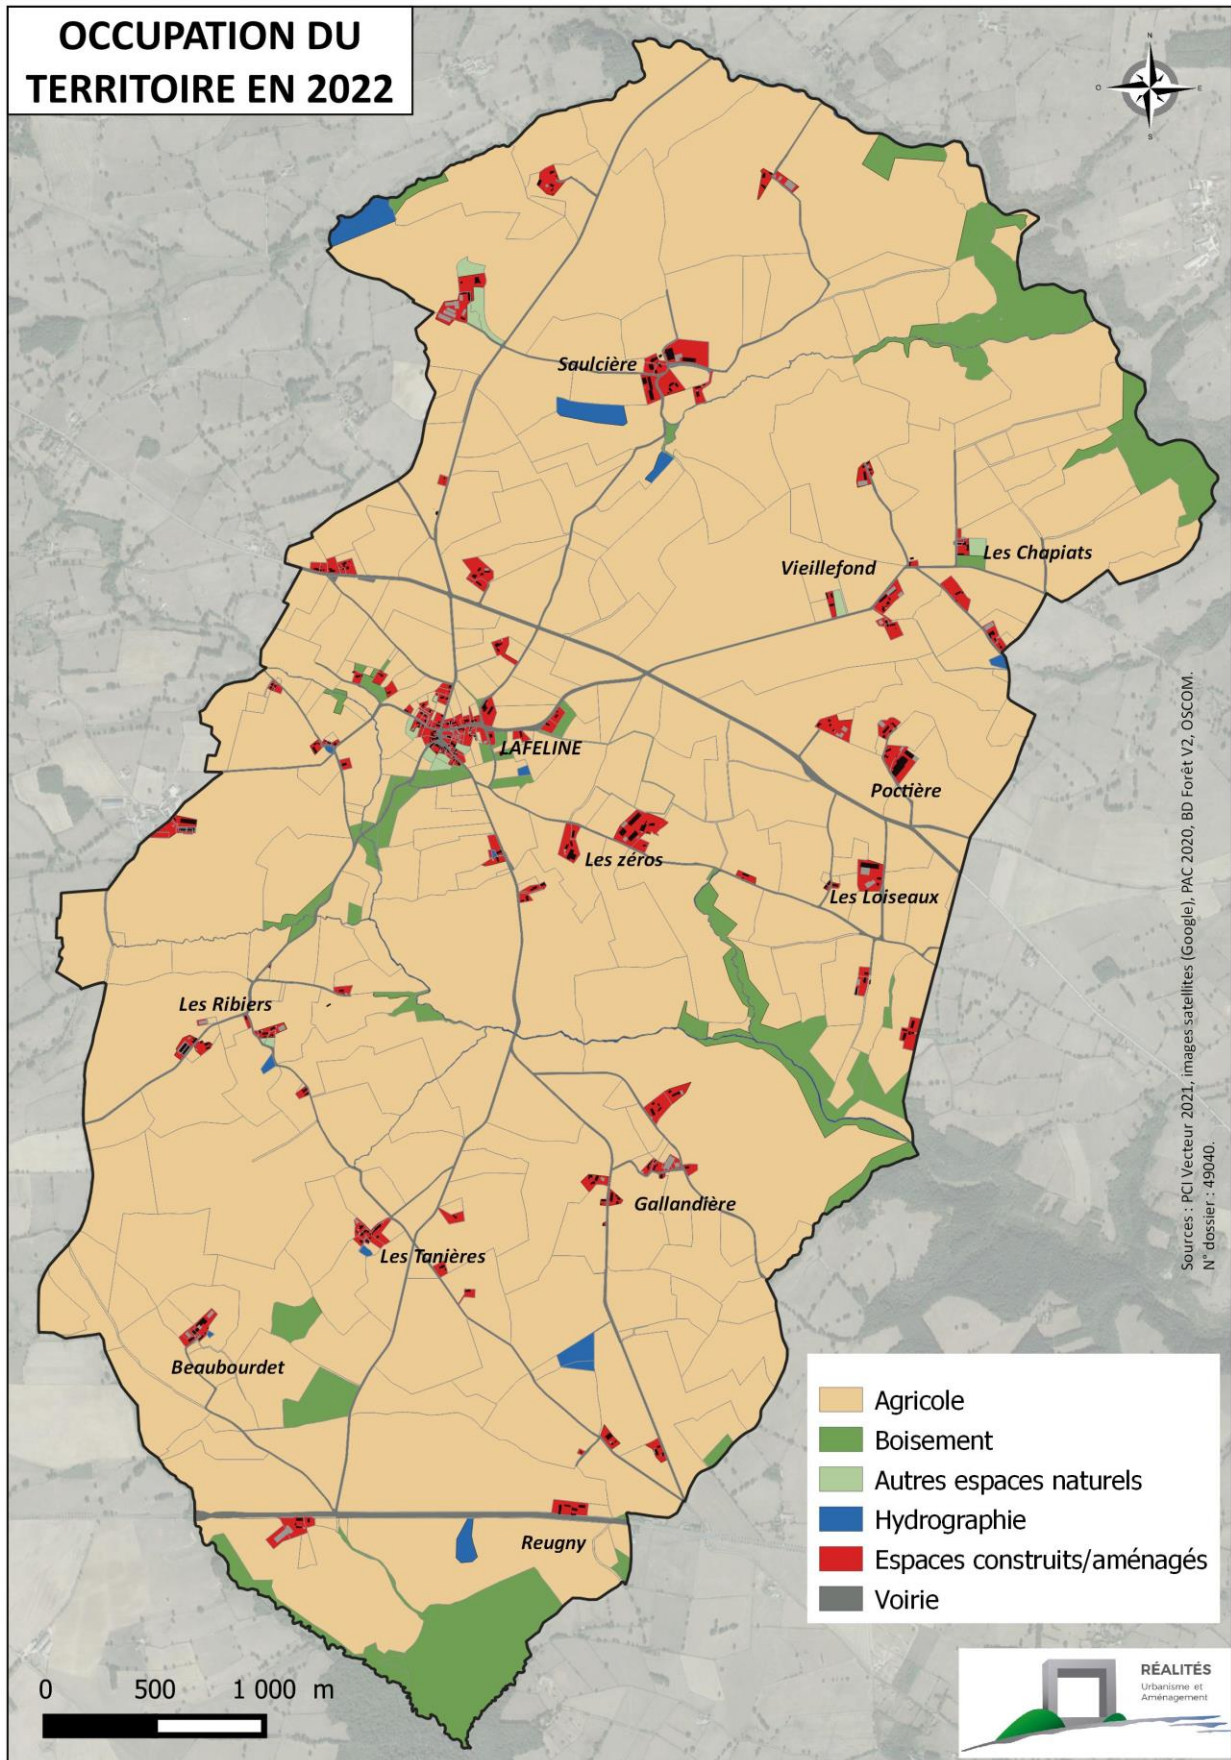 OCCUPATION DU
TERRITOIRE EN 2022
N
O
E
S
Saulcière
Les Chapiats
Vieillefond
LAFELINE
Poctière
Les zéros
Les Loiseaux
Les Ribiers
Gallandière
Les Tanières
Beaubourdet
Reugny
Sources : PCI Vecteur 2021, images satellites (Google), PAC 2020, BD Forêt V2, OSCOM.
N° dossier : 49040.
Agricole
Boisement
Autres espaces naturels
Hydrographie
Espaces construits/aménagés
Voirie
0 500 1 000 m
RÉALITÉS
Urbanisme et
Aménagement